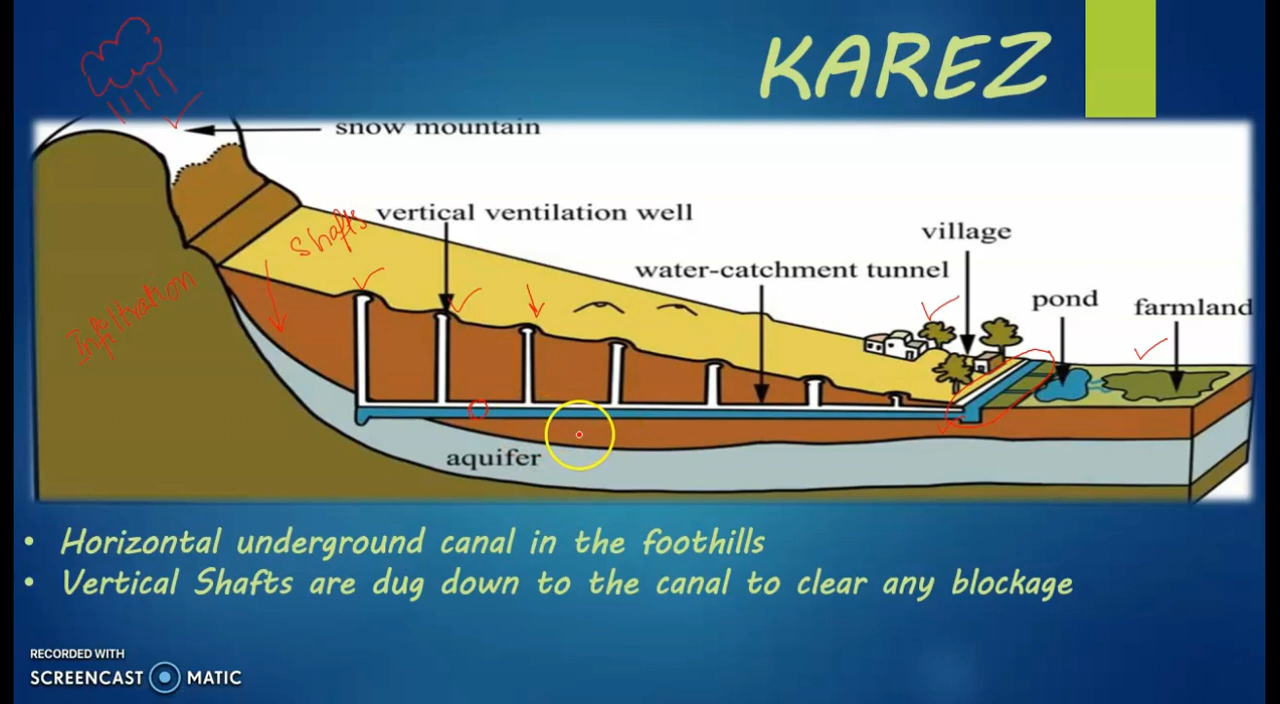 KAREZ
snow mountain
Shafts
vertical ventilation well
village
water-catchment tunnel
pond
farmland
Infiltration
aquifer
• Horizontal underground canal in the foothills
• Vertical Shafts are dug down to the canal to clear any blockage
RECORDED WITH
SCREENCAST MATIC